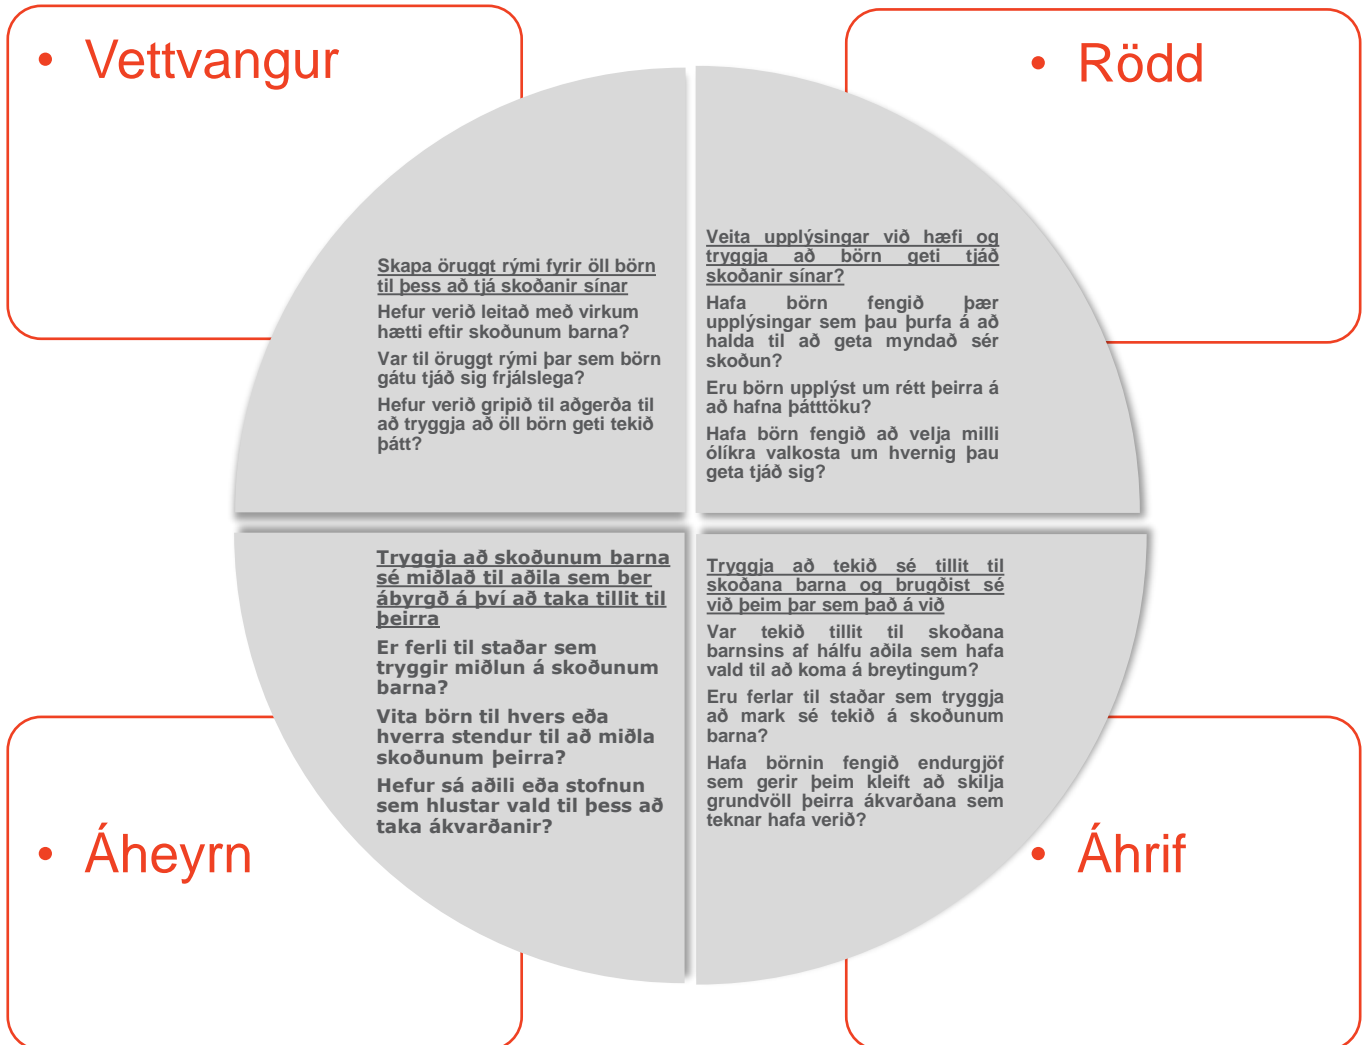 • Vettvangur
Skapa öruggt rými fyrir öll börn
til þess að tjá skoðanir sínar
Hefur verið leitað með virkum
hætti eftir skoðunum barna?
Var til öruggt rými þar sem börn
gátu tjáð sig frjálslega?
Hefur verið gripið til aðgerða til
að tryggja að öll börn geti tekið
þátt?
• Rödd
Veita upplýsingar við hæfi og
tryggja að börn geti tjáð
skoðanir sínar?
Hafa börn fengið þær
upplýsingar sem þau þurfa á að
halda til að geta myndað sér
skoðun?
Eru börn upplýst um rétt þeirra á
að hafna þátttöku?
Hafa börn fengið að velja milli
ólíkra valkosta um hvernig þau
geta tjáð sig?
• Áheyrn
Tryggja að skoðunum barna
sé miðlað til aðila sem ber
ábyrgð á því að taka tillit til
þeirra
Er ferli til staðar sem
tryggir miðlun á skoðunum
barna?
Vita börn til hvers eða
hverra stendur til að miðla
skoðunum þeirra?
Hefur sá aðili eða stofnun
sem hlustar vald til þess að
taka ákvarðanir?
• Áhrif
Tryggja að tekið sé tillit til
skoðana barna og brugðist sé
við þeim þar sem það á við
Var tekið tillit til skoðana
barnsins af hálfu aðila sem hafa
vald til að koma á breytingum?
Eru ferlar til staðar sem tryggja
að mark sé tekið á skoðunum
barna?
Hafa börnin fengið endurgjöf
sem gerir þeim kleift að skilja
grundvöll þeirra ákvarðana sem
teknar hafa verið?